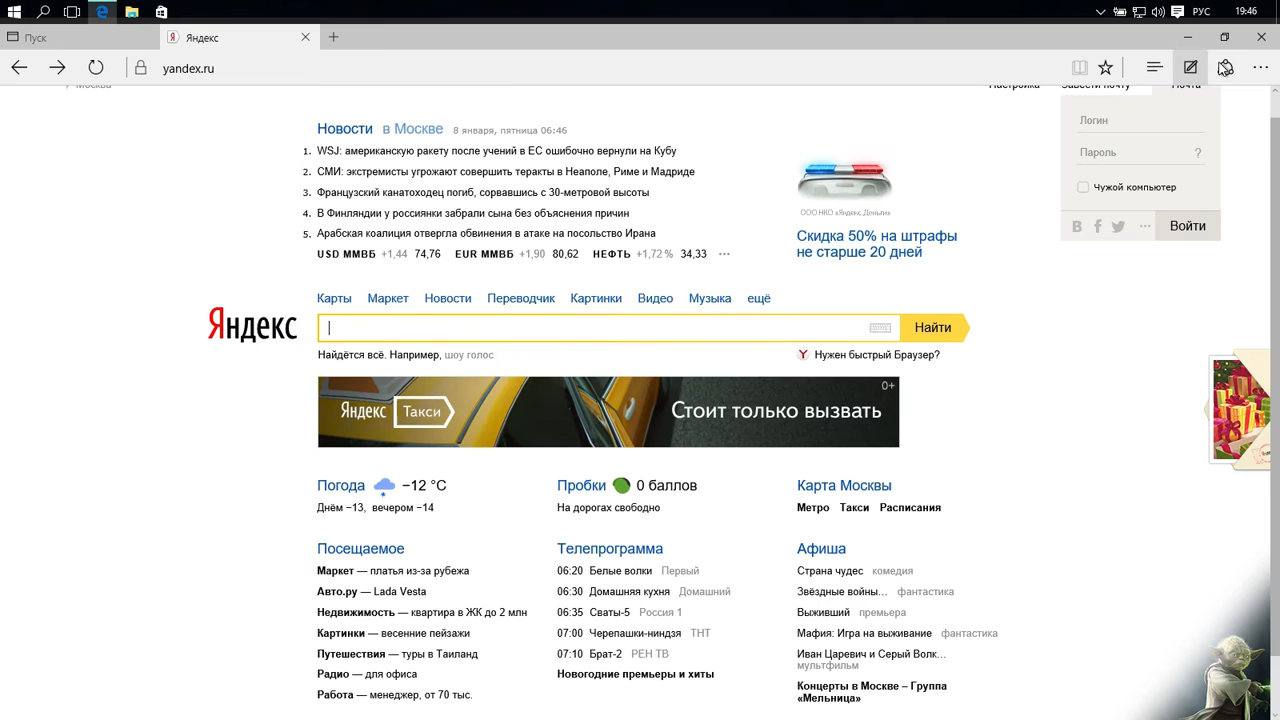 РУС 19:46
Пуск
Яндекс
yandex.ru
Москва
Настройка Завести почту Почта
Новости в Москве 8 января, пятница 06:46
1. WSJ: американскую ракету после учений в ЕС ошибочно вернули на Кубу
2. СМИ: экстремисты угрожают совершить теракты в Неаполе, Риме и Мадриде
3. Французский канатоходец погиб, сорвавшись с 30-метровой высоты
4. В Финляндии у россиянки забрали сына без объяснения причин
5. Арабская коалиция отвергла обвинения в атаке на посольство Ирана
USD ММВБ +1,44 74,76 EUR ММВБ +1,90 80,62 НЕФТЬ +1,72 % 34,33 •••
ООО НКО «Яндекс.Деньги»
Скидка 50% на штрафы
не старше 20 дней
Логин
Пароль ?
Чужой компьютер
В f ••• Войти
Карты Маркет Новости Переводчик Картинки Видео Музыка ещё
Яндекс
Найти
Найдётся всё. Например, шоу голос
Нужен быстрый Браузер?
Яндекс Такси Стоит только вызвать 0+
Погода −12 °C
Днём −13, вечером −14
Пробки 0 баллов
На дорогах свободно
Карта Москвы
Метро Такси Расписания
Посещаемое
Маркет — платья из-за рубежа
Авто.ру — Lada Vesta
Недвижимость — квартира в ЖК до 2 млн
Картинки — весенние пейзажи
Путешествия — туры в Таиланд
Радио — для офиса
Работа — менеджер, от 70 тыс.
Телепрограмма
06:20 Белые волки Первый
06:30 Домашняя кухня Домашний
06:35 Сваты-5 Россия 1
07:00 Черепашки-ниндзя ТНТ
07:10 Брат-2 РЕН ТВ
Новогодние премьеры и хиты
Афиша
Страна чудес комедия
Звёздные войны... фантастика
Выживший премьера
Мафия: Игра на выживание фантастика
Иван Царевич и Серый Волк...
мультфильм
Концерты в Москве – Группа
«Мельница»